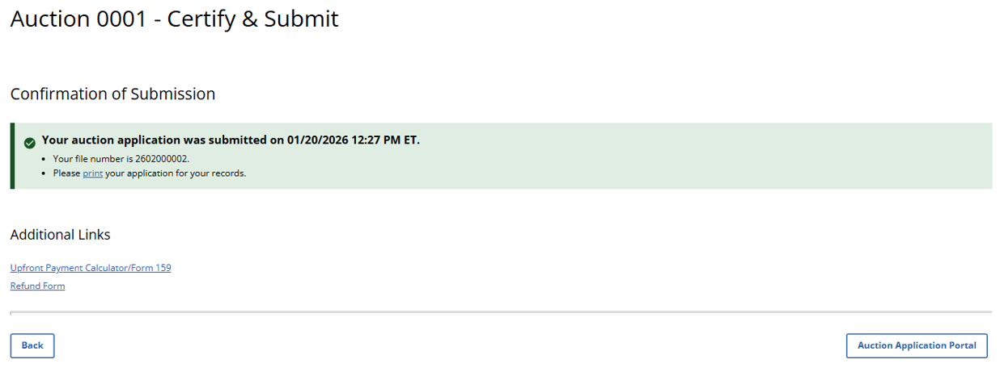 Auction 0001 - Certify & Submit
Confirmation of Submission
Your auction application was submitted on 01/20/2026 12:27 PM ET.
• Your file number is 2602000002.
• Please print your application for your records.
Additional Links
Upfront Payment Calculator/Form 159
Refund Form
Back
Auction Application Portal